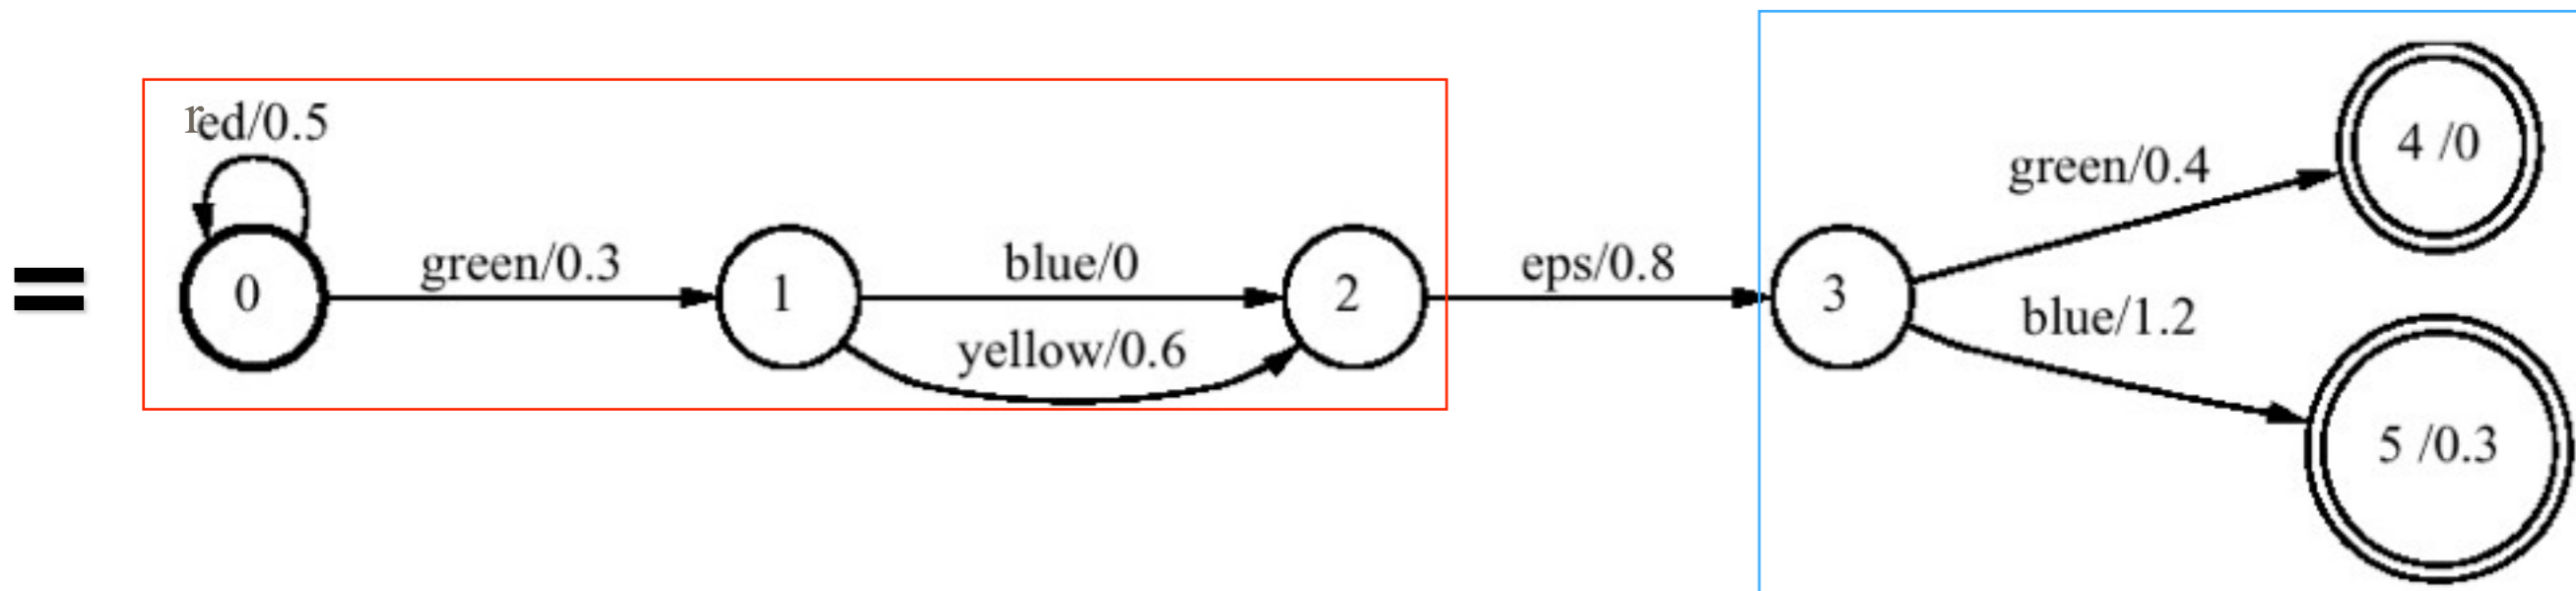 =
red/0.5
0
green/0.3
1
blue/0
yellow/0.6
2
eps/0.8
3
green/0.4
blue/1.2
4 /0
5 /0.3